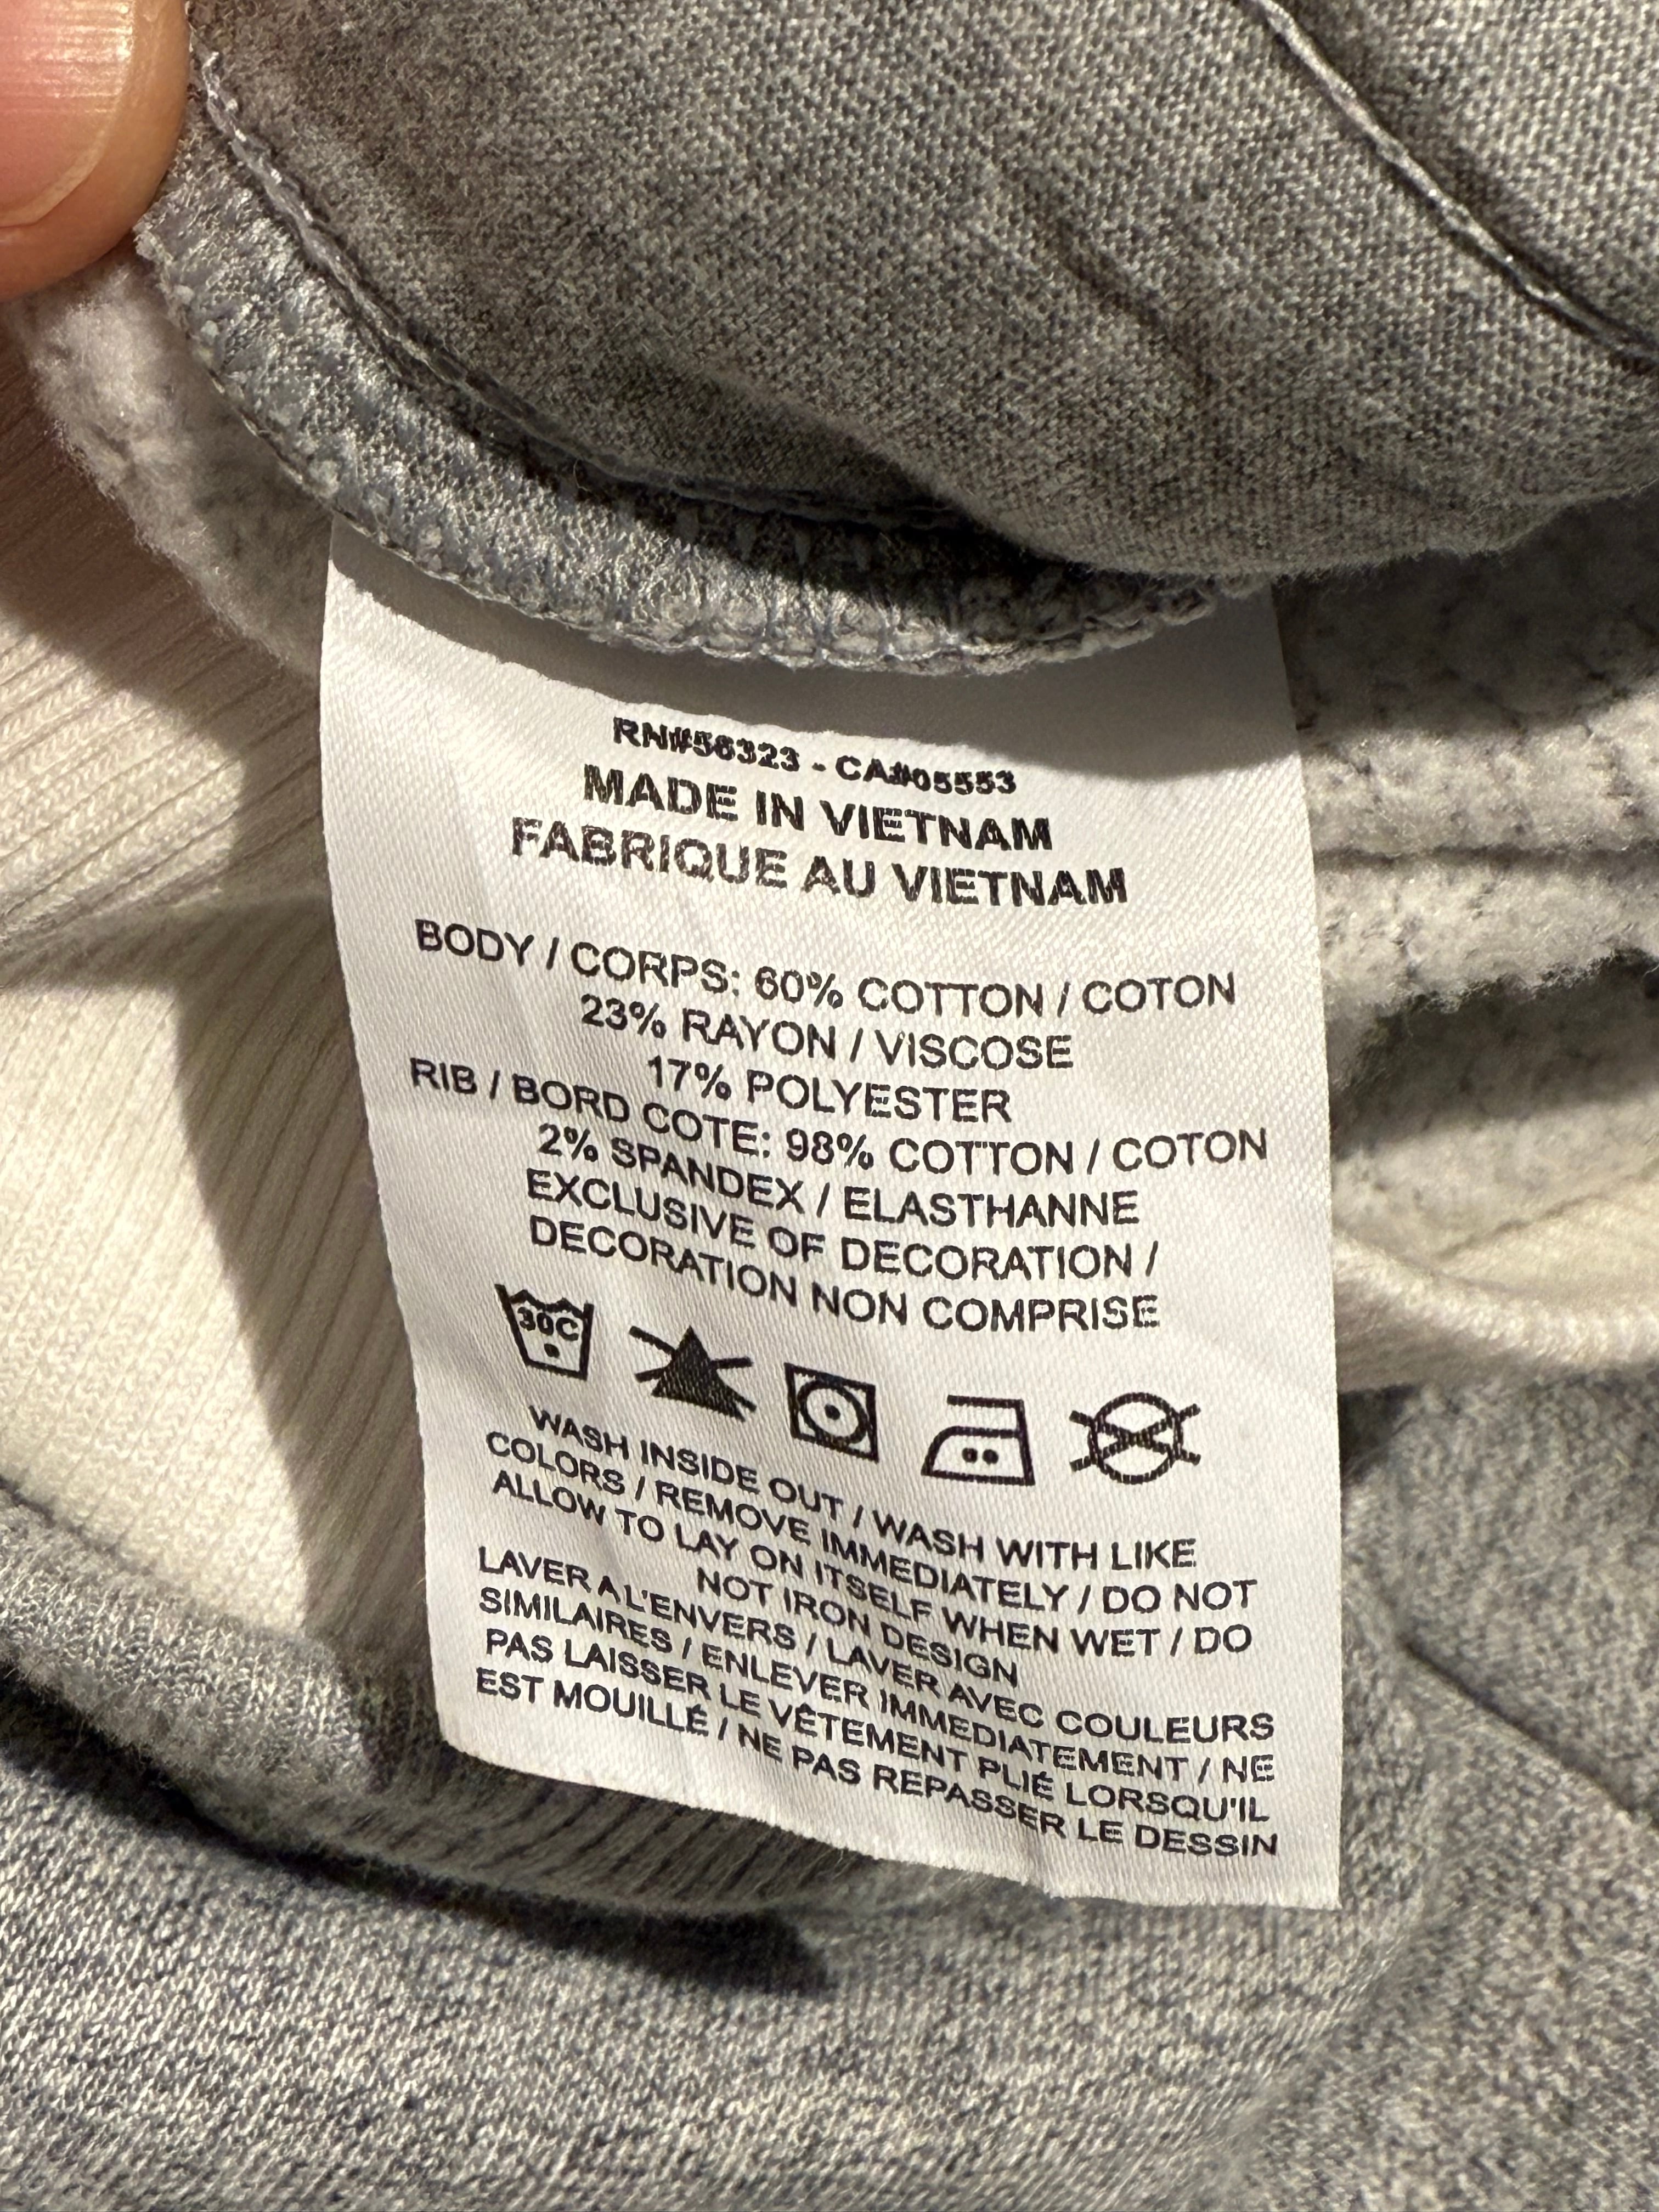 RN#56323 - CA#05553
MADE IN VIETNAM
FABRIQUE AU VIETNAM
BODY / CORPS: 60% COTTON / COTON
23% RAYON / VISCOSE
17% POLYESTER
RIB / BORD COTE: 98% COTTON / COTON
2% SPANDEX / ELASTHANNE
EXCLUSIVE OF DECORATION /
DECORATION NON COMPRISE
30C
WASH INSIDE OUT / WASH WITH LIKE
COLORS / REMOVE IMMEDIATELY / DO NOT
ALLOW TO LAY ON ITSELF WHEN WET / DO
NOT IRON DESIGN
LAVER A L'ENVERS / LAVER AVEC COULEURS
SIMILAIRES / ENLEVER IMMEDIATEMENT / NE
PAS LAISSER LE VÊTEMENT PLIÉ LORSQU'IL
EST MOUILLÉ / NE PAS REPASSER LE DESSIN